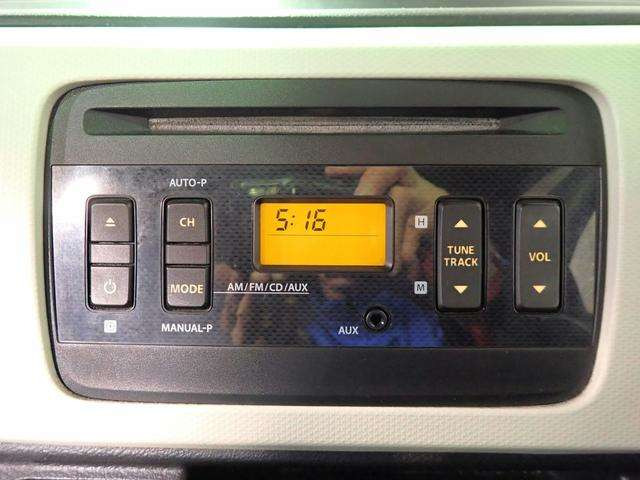 AUTO-P
CH
5:16
H
TUNE
TRACK
VOL
MODE
AM/FM/CD/AUX
M
MANUAL-P
AUX